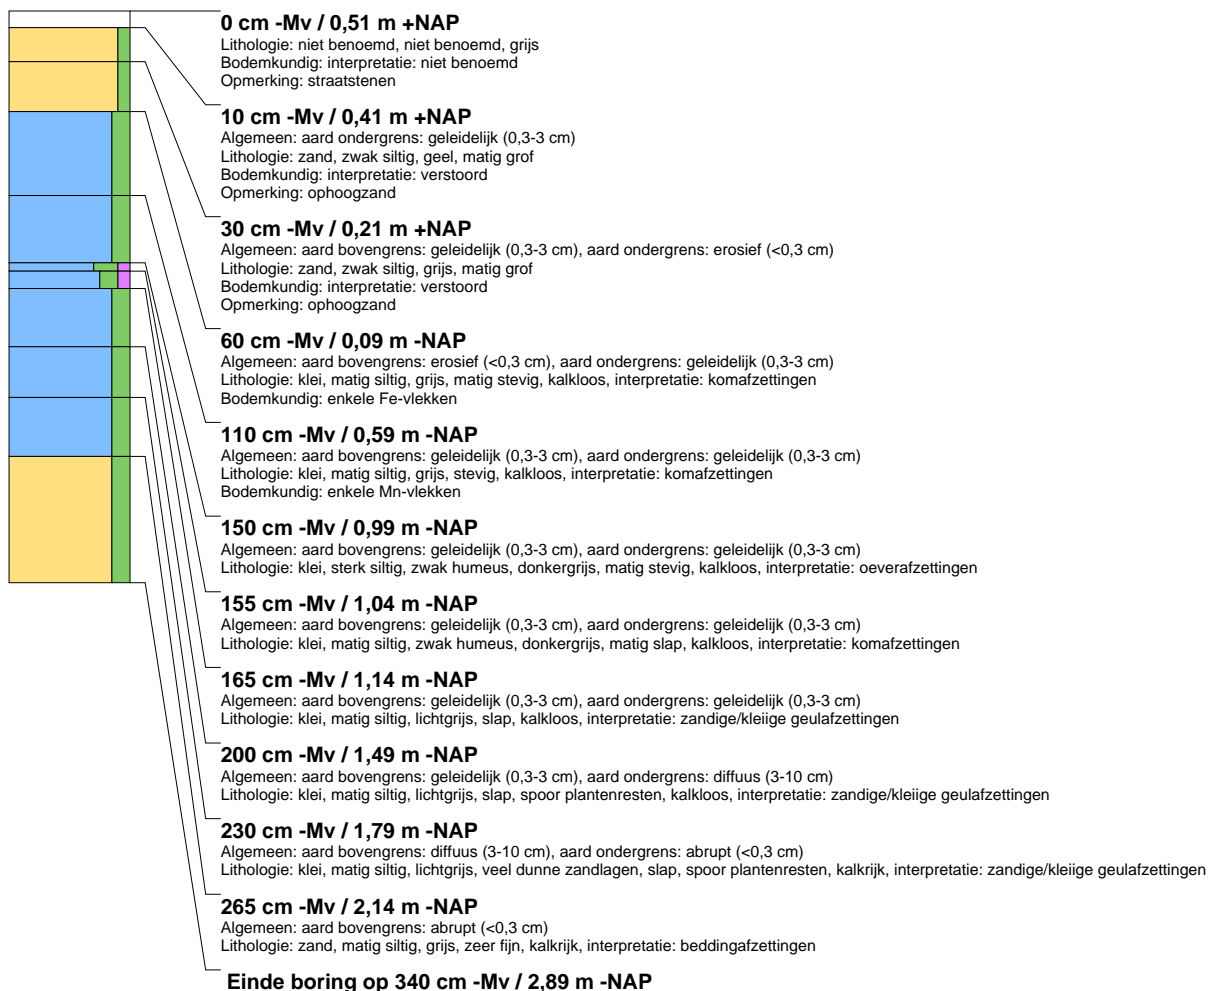 0 cm -Mv / 0,51 m +NAP
Lithologie: niet benoemd, niet benoemd, grijs
Bodemkundig: interpretatie: niet benoemd
Opmerking: straatstenen
10 cm -Mv / 0,41 m +NAP
Algemeen: aard ondergrens: geleidelijk (0,3-3 cm)
Lithologie: zand, zwak siltig, geel, matig grof
Bodemkundig: interpretatie: verstoord
Opmerking: ophoogzand
30 cm -Mv / 0,21 m +NAP
Algemeen: aard bovengrens: geleidelijk (0,3-3 cm), aard ondergrens: erosief (<0,3 cm)
Lithologie: zand, zwak siltig, grijs, matig grof
Bodemkundig: interpretatie: verstoord
Opmerking: ophoogzand
60 cm -Mv / 0,09 m -NAP
Algemeen: aard bovengrens: erosief (<0,3 cm), aard ondergrens: geleidelijk (0,3-3 cm)
Lithologie: klei, matig siltig, grijs, matig stevig, kalkloos, interpretatie: komafzettingen
Bodemkundig: enkele Fe-vlekken
110 cm -Mv / 0,59 m -NAP
Algemeen: aard bovengrens: geleidelijk (0,3-3 cm), aard ondergrens: geleidelijk (0,3-3 cm)
Lithologie: klei, matig siltig, grijs, stevig, kalkloos, interpretatie: komafzettingen
Bodemkundig: enkele Mn-vlekken
150 cm -Mv / 0,99 m -NAP
Algemeen: aard bovengrens: geleidelijk (0,3-3 cm), aard ondergrens: geleidelijk (0,3-3 cm)
Lithologie: klei, sterk siltig, zwak humeus, donkergrijs, matig stevig, kalkloos, interpretatie: oeverafzettingen
155 cm -Mv / 1,04 m -NAP
Algemeen: aard bovengrens: geleidelijk (0,3-3 cm), aard ondergrens: geleidelijk (0,3-3 cm)
Lithologie: klei, matig siltig, zwak humeus, donkergrijs, matig slap, kalkloos, interpretatie: komafzettingen
165 cm -Mv / 1,14 m -NAP
Algemeen: aard bovengrens: geleidelijk (0,3-3 cm), aard ondergrens: geleidelijk (0,3-3 cm)
Lithologie: klei, matig siltig, lichtgrijs, slap, kalkloos, interpretatie: zandige/kleiige geulafzettingen
200 cm -Mv / 1,49 m -NAP
Algemeen: aard bovengrens: geleidelijk (0,3-3 cm), aard ondergrens: diffuus (3-10 cm)
Lithologie: klei, matig siltig, lichtgrijs, slap, spoor plantenresten, kalkloos, interpretatie: zandige/kleiige geulafzettingen
230 cm -Mv / 1,79 m -NAP
Algemeen: aard bovengrens: diffuus (3-10 cm), aard ondergrens: abrupt (<0,3 cm)
Lithologie: klei, matig siltig, lichtgrijs, veel dunne zandlagen, slap, spoor plantenresten, kalkrijk, interpretatie: zandige/kleiige geulafzettingen
265 cm -Mv / 2,14 m -NAP
Algemeen: aard bovengrens: abrupt (<0,3 cm)
Lithologie: zand, matig siltig, grijs, zeer fijn, kalkrijk, interpretatie: beddingafzettingen
Einde boring op 340 cm -Mv / 2,89 m -NAP